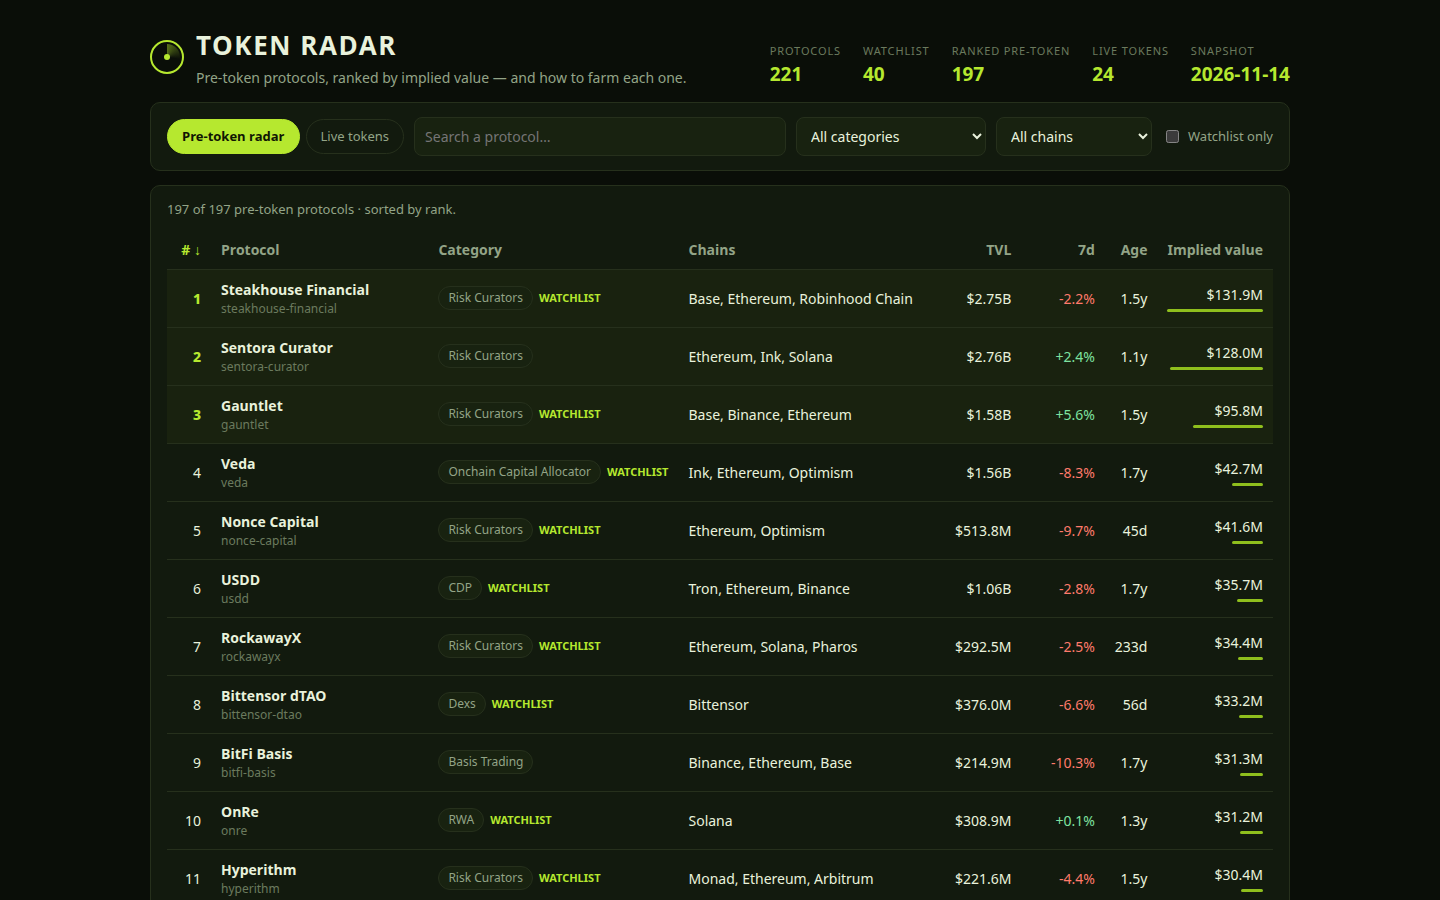 TOKEN RADAR
Pre-token protocols, ranked by implied value — and how to farm each one.
PROTOCOLS WATCHLIST RANKED PRE-TOKEN LIVE TOKENS SNAPSHOT
221 40 197 24 2026-11-14
Pre-token radar Live tokens Search a protocol... All categories All chains Watchlist only
197 of 197 pre-token protocols · sorted by rank.
# ↓ Protocol Category Chains TVL 7d Age Implied value
1 Steakhouse Financial Risk Curators WATCHLIST Base, Ethereum, Robinhood Chain $2.75B -2.2% 1.5y $131.9M
steakhouse-financial
2 Sentora Curator Risk Curators Ethereum, Ink, Solana $2.76B +2.4% 1.1y $128.0M
sentora-curator
3 Gauntlet Risk Curators WATCHLIST Base, Binance, Ethereum $1.58B +5.6% 1.5y $95.8M
gauntlet
4 Veda Onchain Capital Allocator WATCHLIST Ink, Ethereum, Optimism $1.56B -8.3% 1.7y $42.7M
veda
5 Nonce Capital Risk Curators WATCHLIST Ethereum, Optimism $513.8M -9.7% 45d $41.6M
nonce-capital
6 USDD CDP WATCHLIST Tron, Ethereum, Binance $1.06B -2.8% 1.7y $35.7M
usdd
7 RockawayX Risk Curators WATCHLIST Ethereum, Solana, Pharos $292.5M -2.5% 233d $34.4M
rockawayx
8 Bittensor dTAO Dexs WATCHLIST Bittensor $376.0M -6.6% 56d $33.2M
bittensor-dtao
9 BitFi Basis Basis Trading Binance, Ethereum, Base $214.9M -10.3% 1.7y $31.3M
bitfi-basis
10 OnRe RWA WATCHLIST Solana $308.9M +0.1% 1.3y $31.2M
onre
11 Hyperithm Risk Curators WATCHLIST Monad, Ethereum, Arbitrum $221.6M -4.4% 1.5y $30.4M
hyperithm